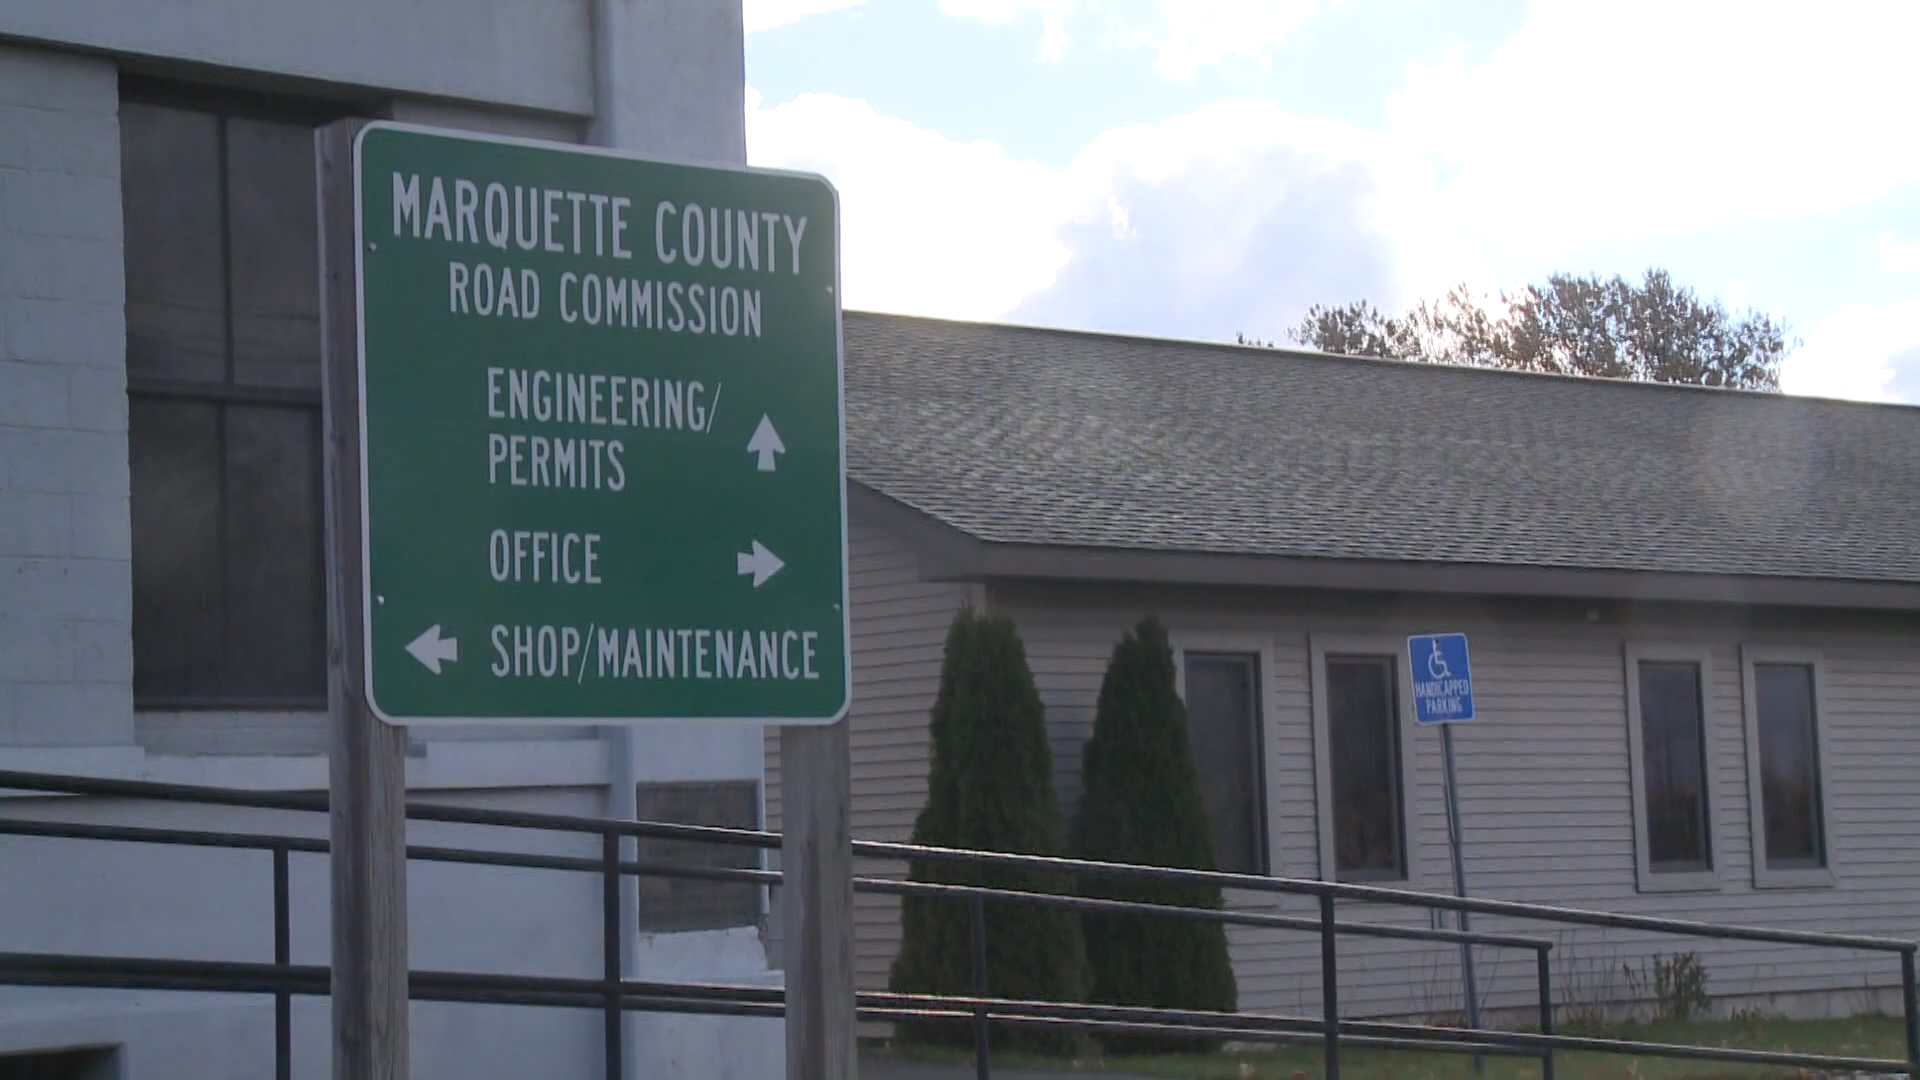 MARQUETTE COUNTY
ROAD COMMISSION
ENGINEERING/
PERMITS
OFFICE
SHOP/MAINTENANCE
HANDICAPPED
PARKING